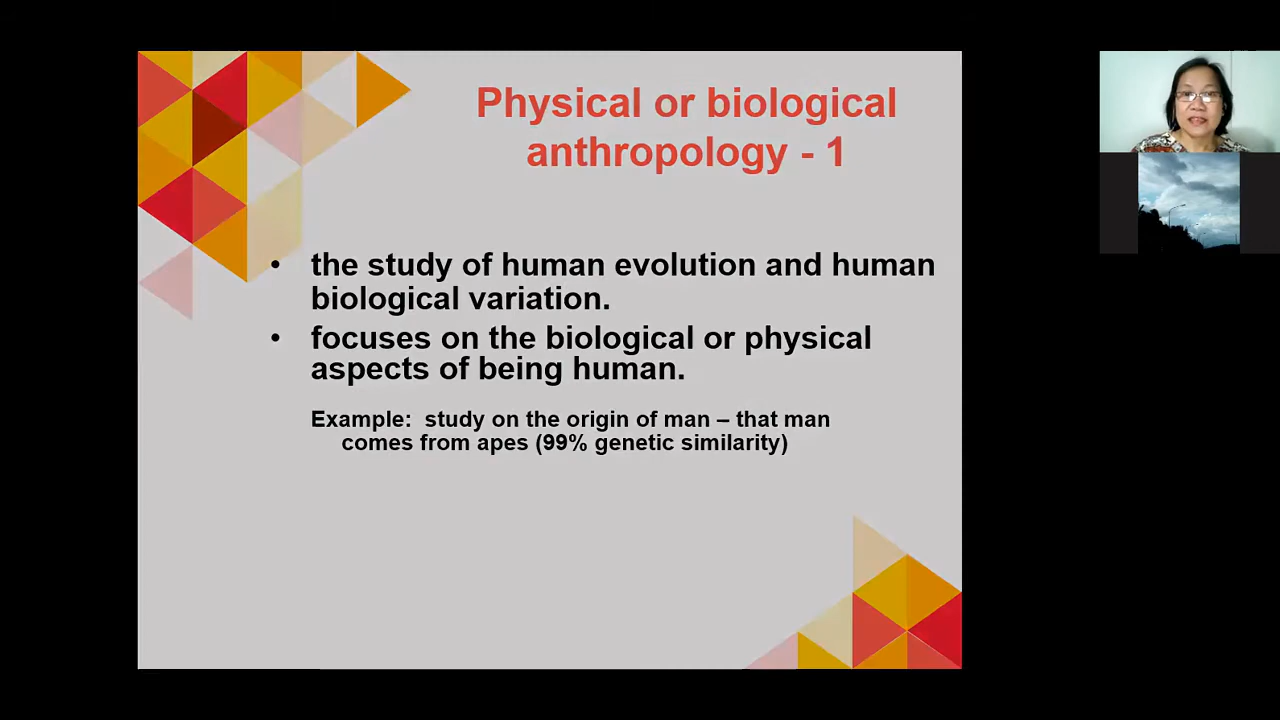 Physical or biological
anthropology - 1
• the study of human evolution and human
biological variation.
• focuses on the biological or physical
aspects of being human.
Example: study on the origin of man – that man
comes from apes (99% genetic similarity)